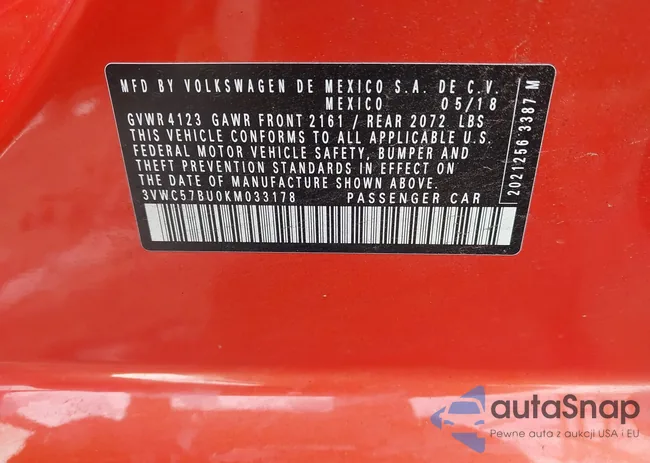 MFD BY VOLKSWAGEN DE MEXICO S.A. DE C.V.
MEXICO 05/18
GVWR 4123 GAWR FRONT 2161 / REAR 2072 LBS
THIS VEHICLE CONFORMS TO ALL APPLICABLE U.S.
FEDERAL MOTOR VEHICLE SAFETY, BUMPER AND
THEFT PREVENTION STANDARDS IN EFFECT ON
THE DATE OF MANUFACTURE SHOWN ABOVE.
3VWC57BU0KM033178 PASSENGER CAR
2021256 3387 M
autaSnap
Pewne auta z aukcji USA i EU